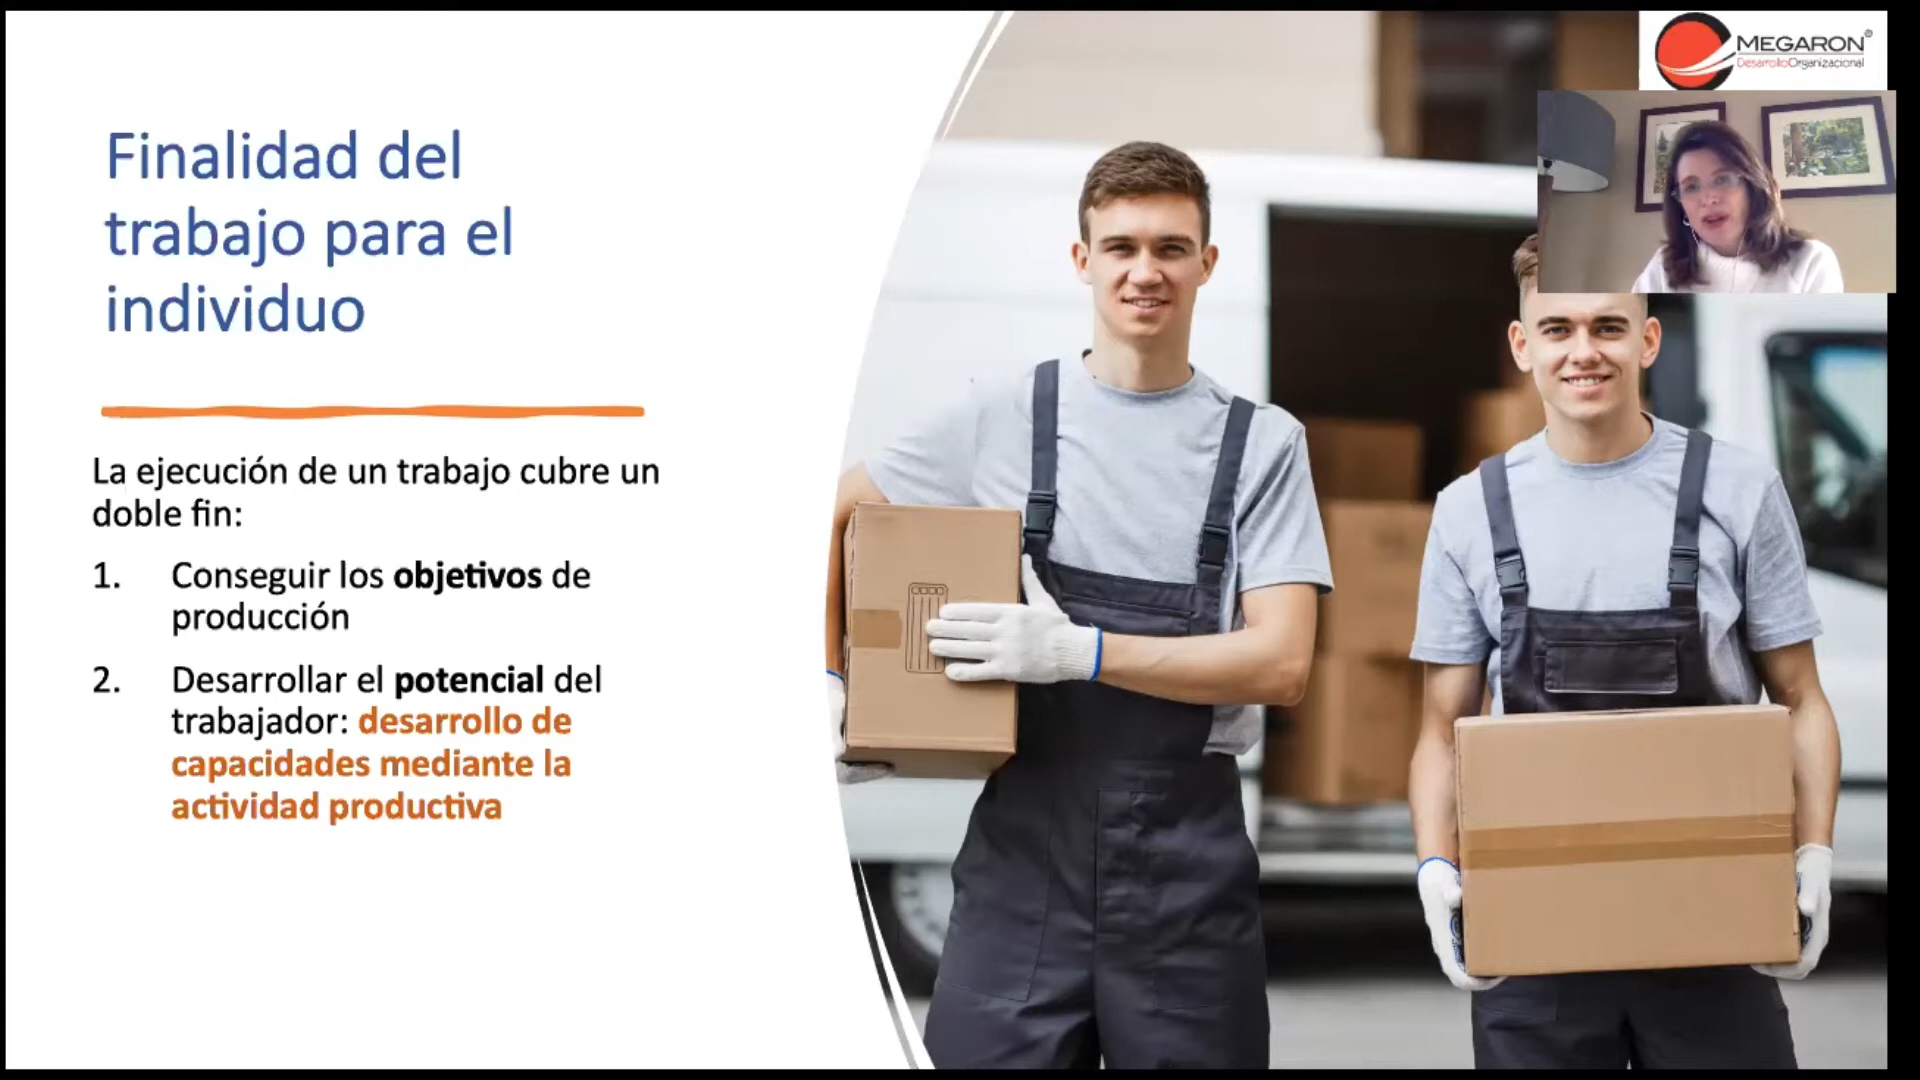 MEGARON®
DesarrolloOrganizacional
Finalidad del
trabajo para el
individuo
La ejecución de un trabajo cubre un
doble fin:
1. Conseguir los objetivos de
producción
2. Desarrollar el potencial del
trabajador: desarrollo de
capacidades mediante la
actividad productiva